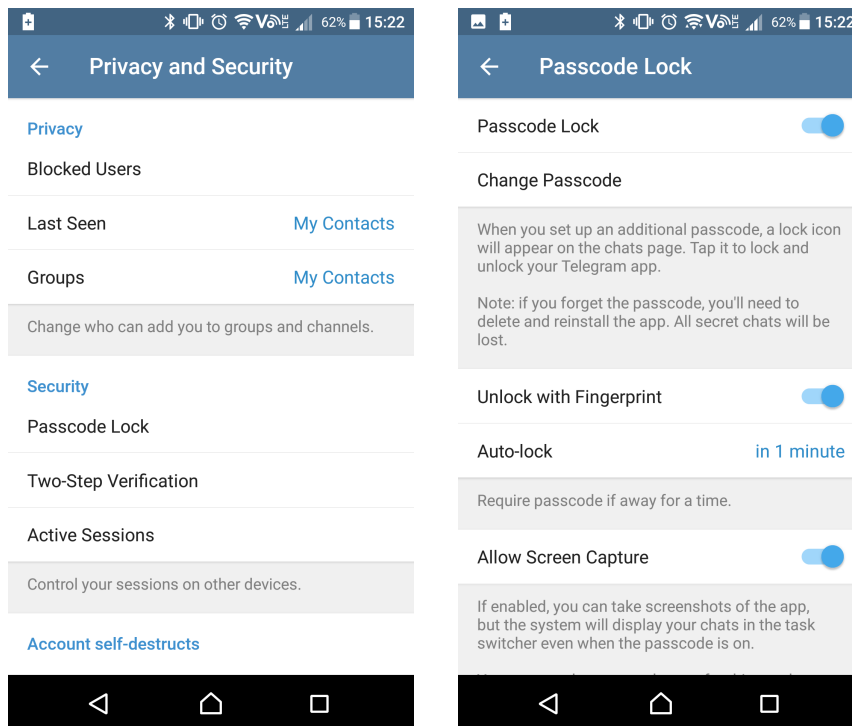 62% 15:22
Privacy and Security
Privacy
Blocked Users
Last Seen My Contacts
Groups My Contacts
Change who can add you to groups and channels.
Security
Passcode Lock
Two-Step Verification
Active Sessions
Control your sessions on other devices.
Account self-destructs
62% 15:22
Passcode Lock
Passcode Lock
Change Passcode
When you set up an additional passcode, a lock icon
will appear on the chats page. Tap it to lock and
unlock your Telegram app.
Note: if you forget the passcode, you'll need to
delete and reinstall the app. All secret chats will be
lost.
Unlock with Fingerprint
Auto-lock in 1 minute
Require passcode if away for a time.
Allow Screen Capture
If enabled, you can take screenshots of the app,
but the system will display your chats in the task
switcher even when the passcode is on.